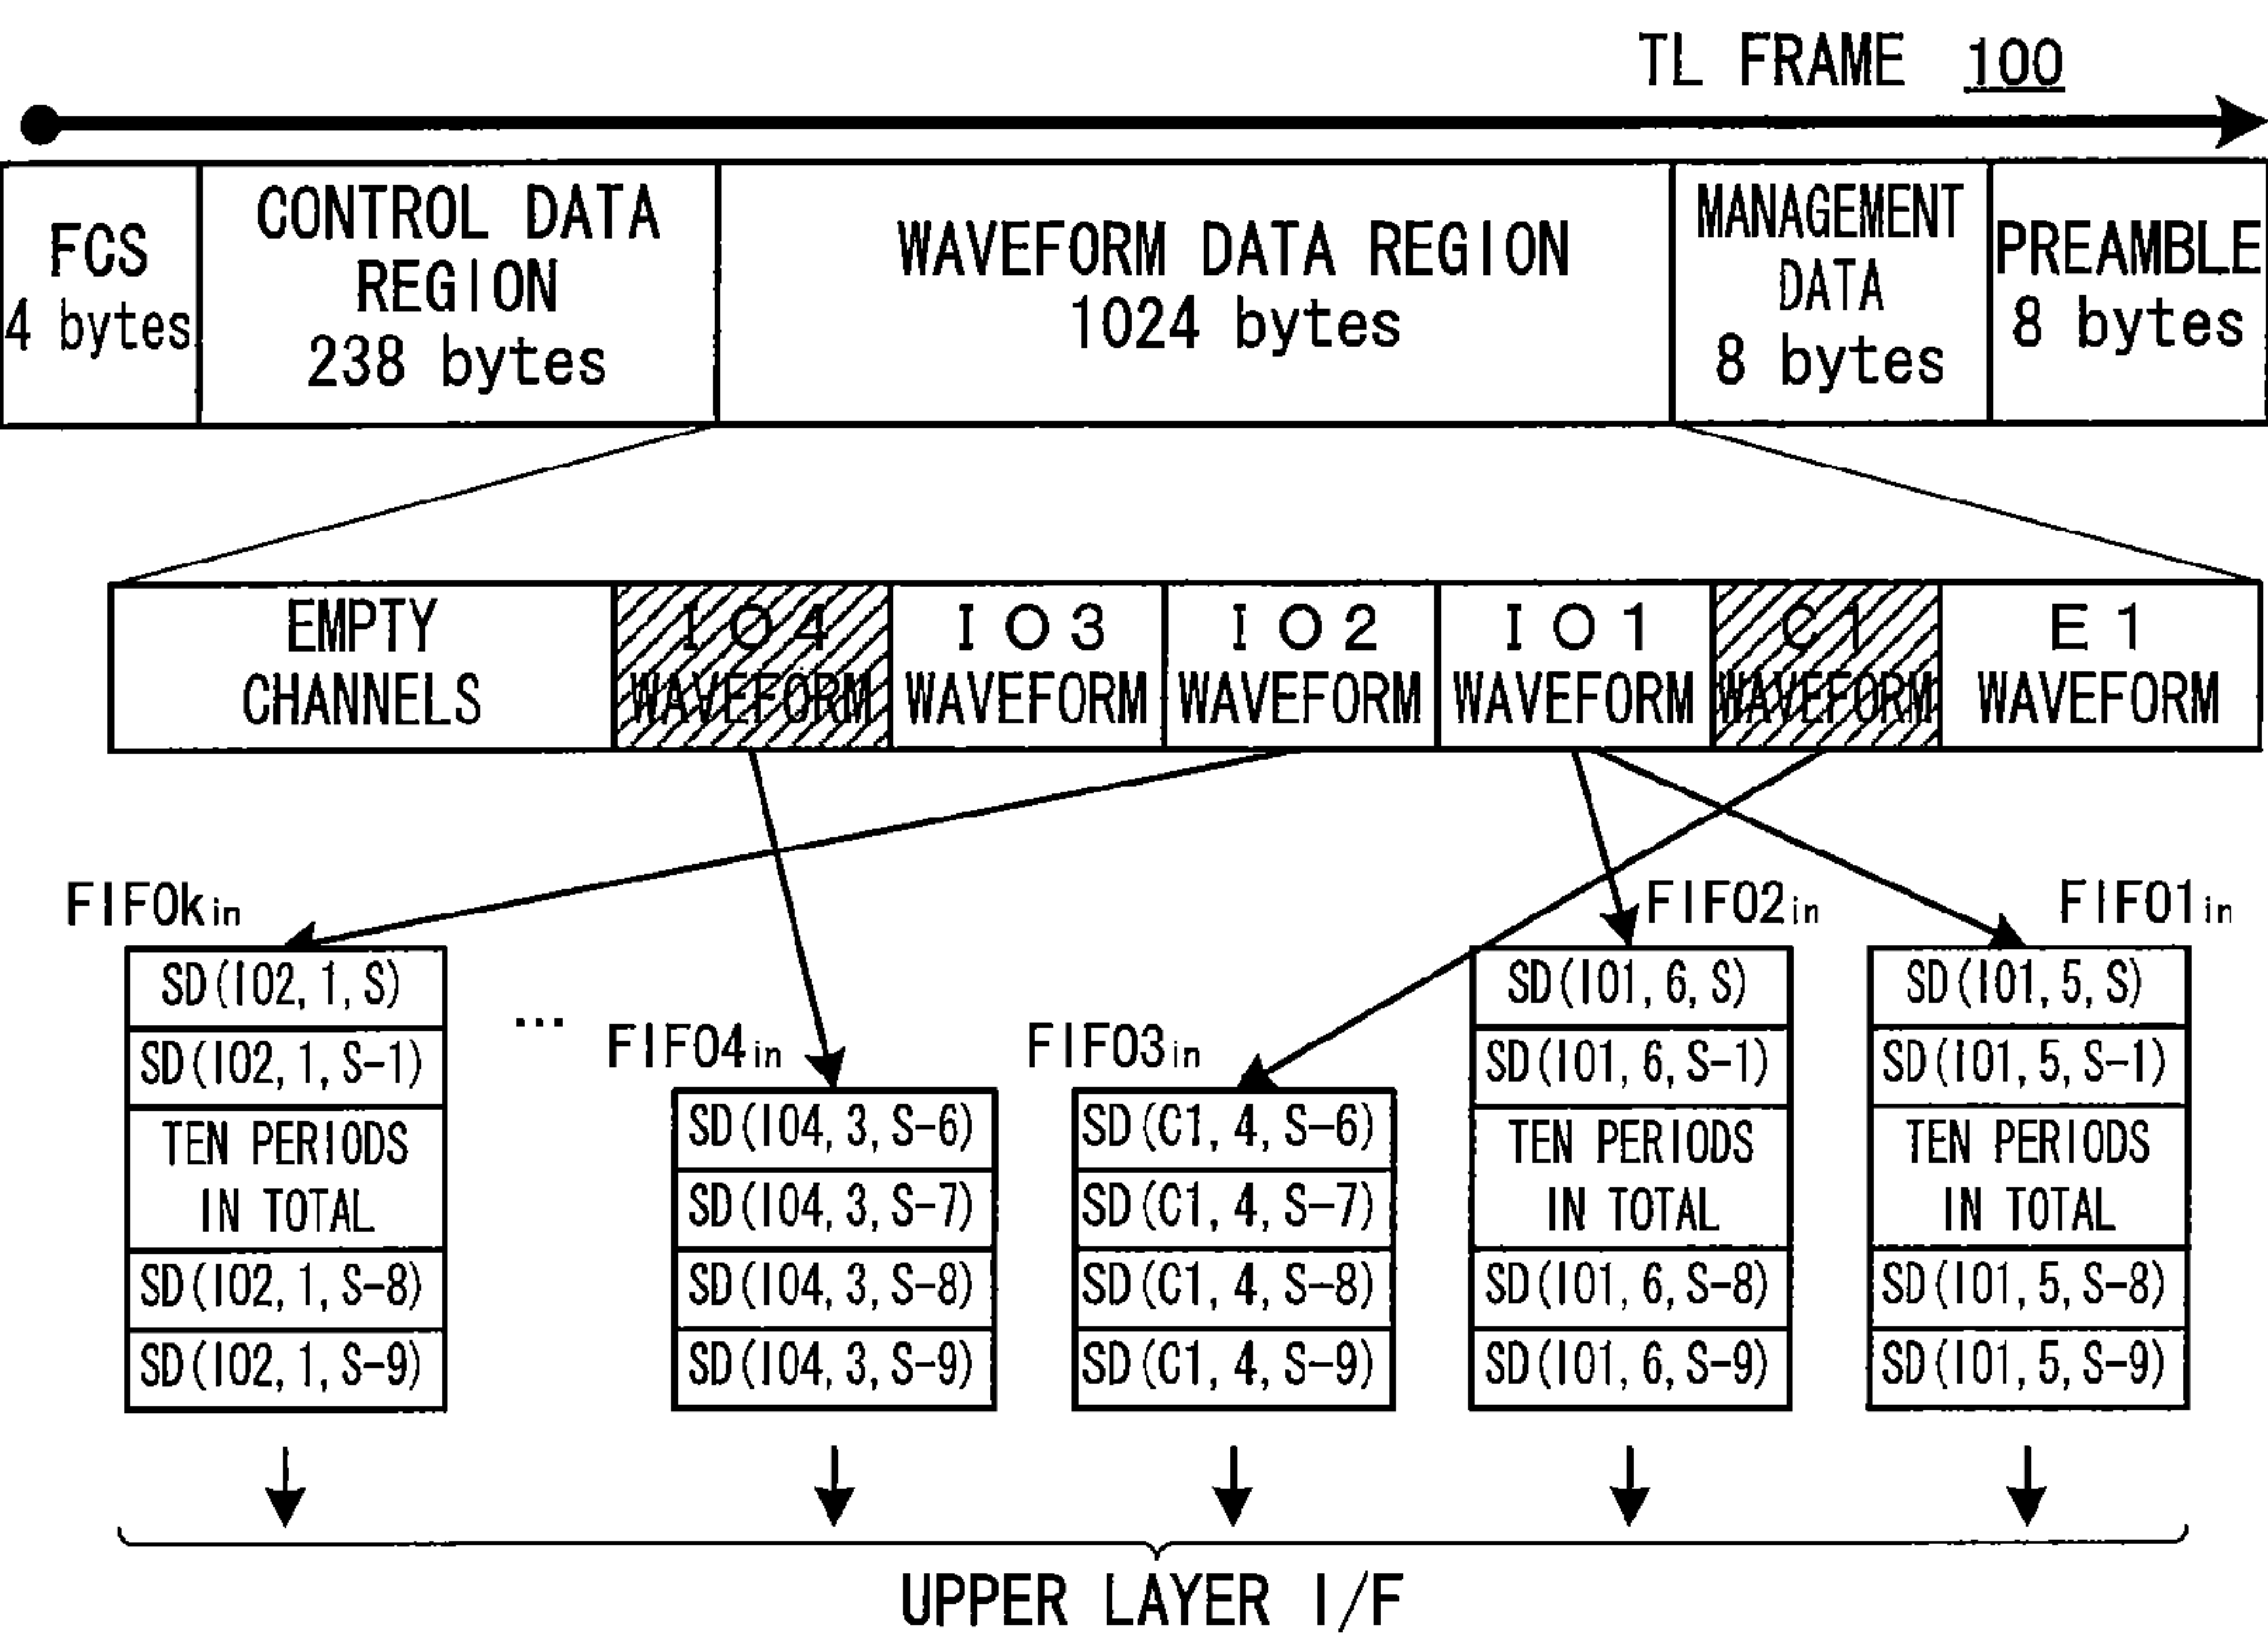 TL FRAME 100
FCS
4 bytes
CONTROL DATA
REGION
238 bytes
WAVEFORM DATA REGION
1024 bytes
MANAGEMENT
DATA
8 bytes
PREAMBLE
8 bytes
EMPTY
CHANNELS
IO4
WAVEFORM
IO3
WAVEFORM
IO2
WAVEFORM
IO1
WAVEFORM
C1
WAVEFORM
E1
WAVEFORM
FIFOkin
SD(IO2, 1, S)
SD(IO2, 1, S-1)
TEN PERIODS
IN TOTAL
SD(IO2, 1, S-8)
SD(IO2, 1, S-9)
...
FIFO4in
SD(IO4, 3, S-6)
SD(IO4, 3, S-7)
SD(IO4, 3, S-8)
SD(IO4, 3, S-9)
FIFO3in
SD(C1, 4, S-6)
SD(C1, 4, S-7)
SD(C1, 4, S-8)
SD(C1, 4, S-9)
FIFO2in
SD(IO1, 6, S)
SD(IO1, 6, S-1)
TEN PERIODS
IN TOTAL
SD(IO1, 6, S-8)
SD(IO1, 6, S-9)
FIFO1in
SD(IO1, 5, S)
SD(IO1, 5, S-1)
TEN PERIODS
IN TOTAL
SD(IO1, 5, S-8)
SD(IO1, 5, S-9)
UPPER LAYER I/F